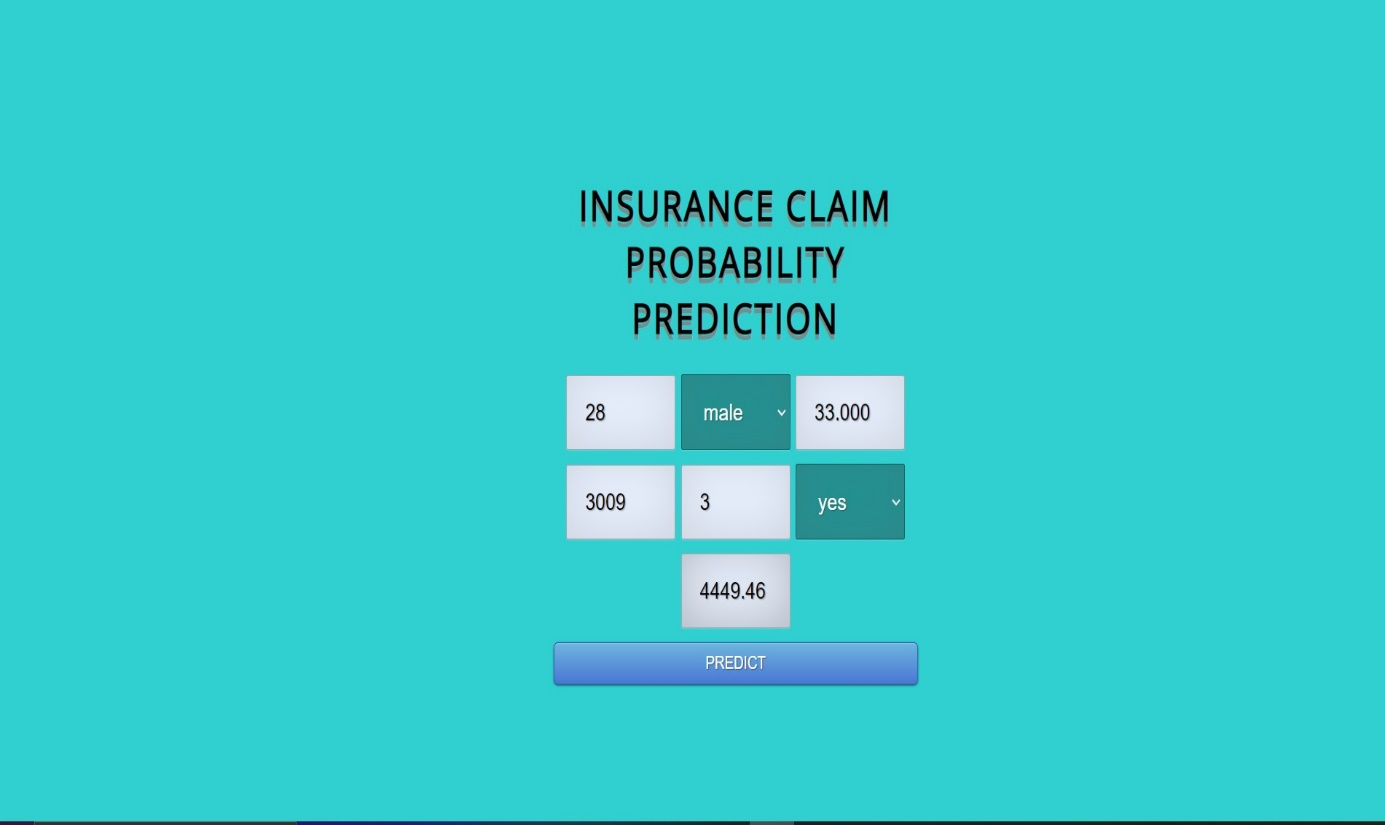 INSURANCE CLAIM
PROBABILITY
PREDICTION
28 male 33.000
3009 3 yes
4449.46
PREDICT